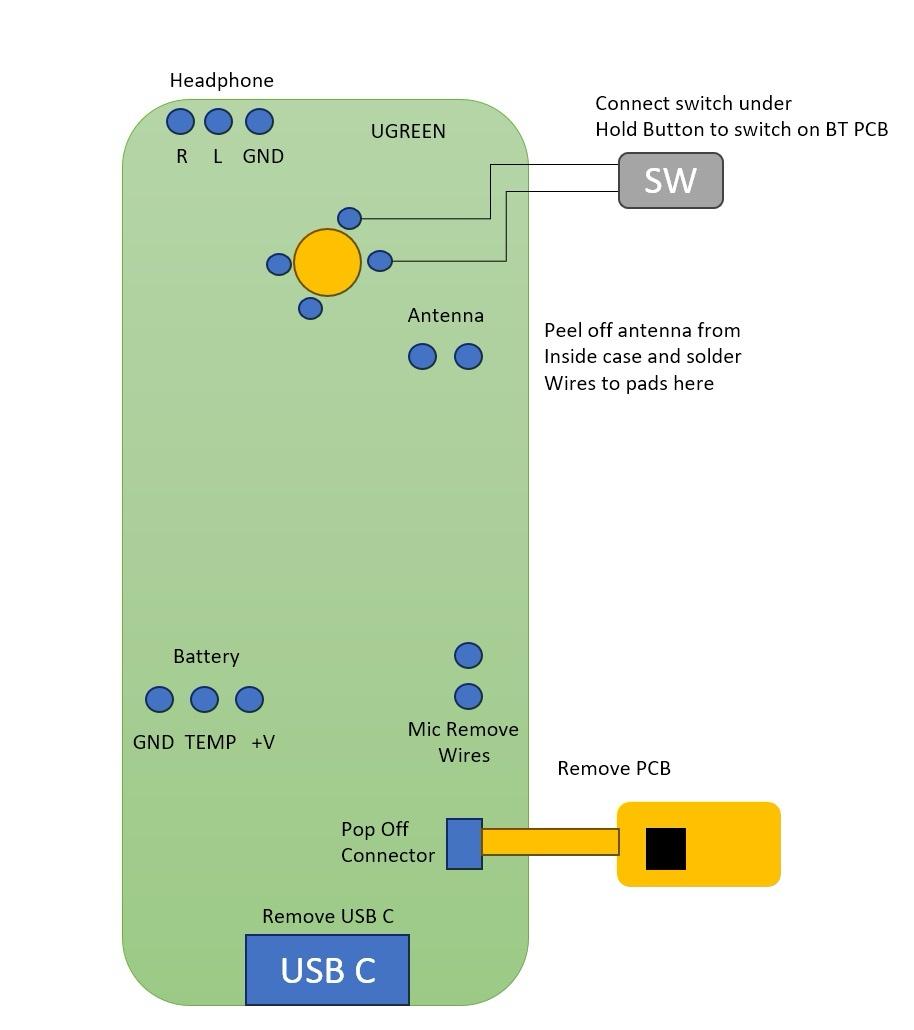 Headphone
R L GND
UGREEN
Connect switch under
Hold Button to switch on BT PCB
SW
Antenna
Peel off antenna from
Inside case and solder
Wires to pads here
Battery
GND TEMP +V
Mic Remove
Wires
Remove PCB
Pop Off
Connector
Remove USB C
USB C